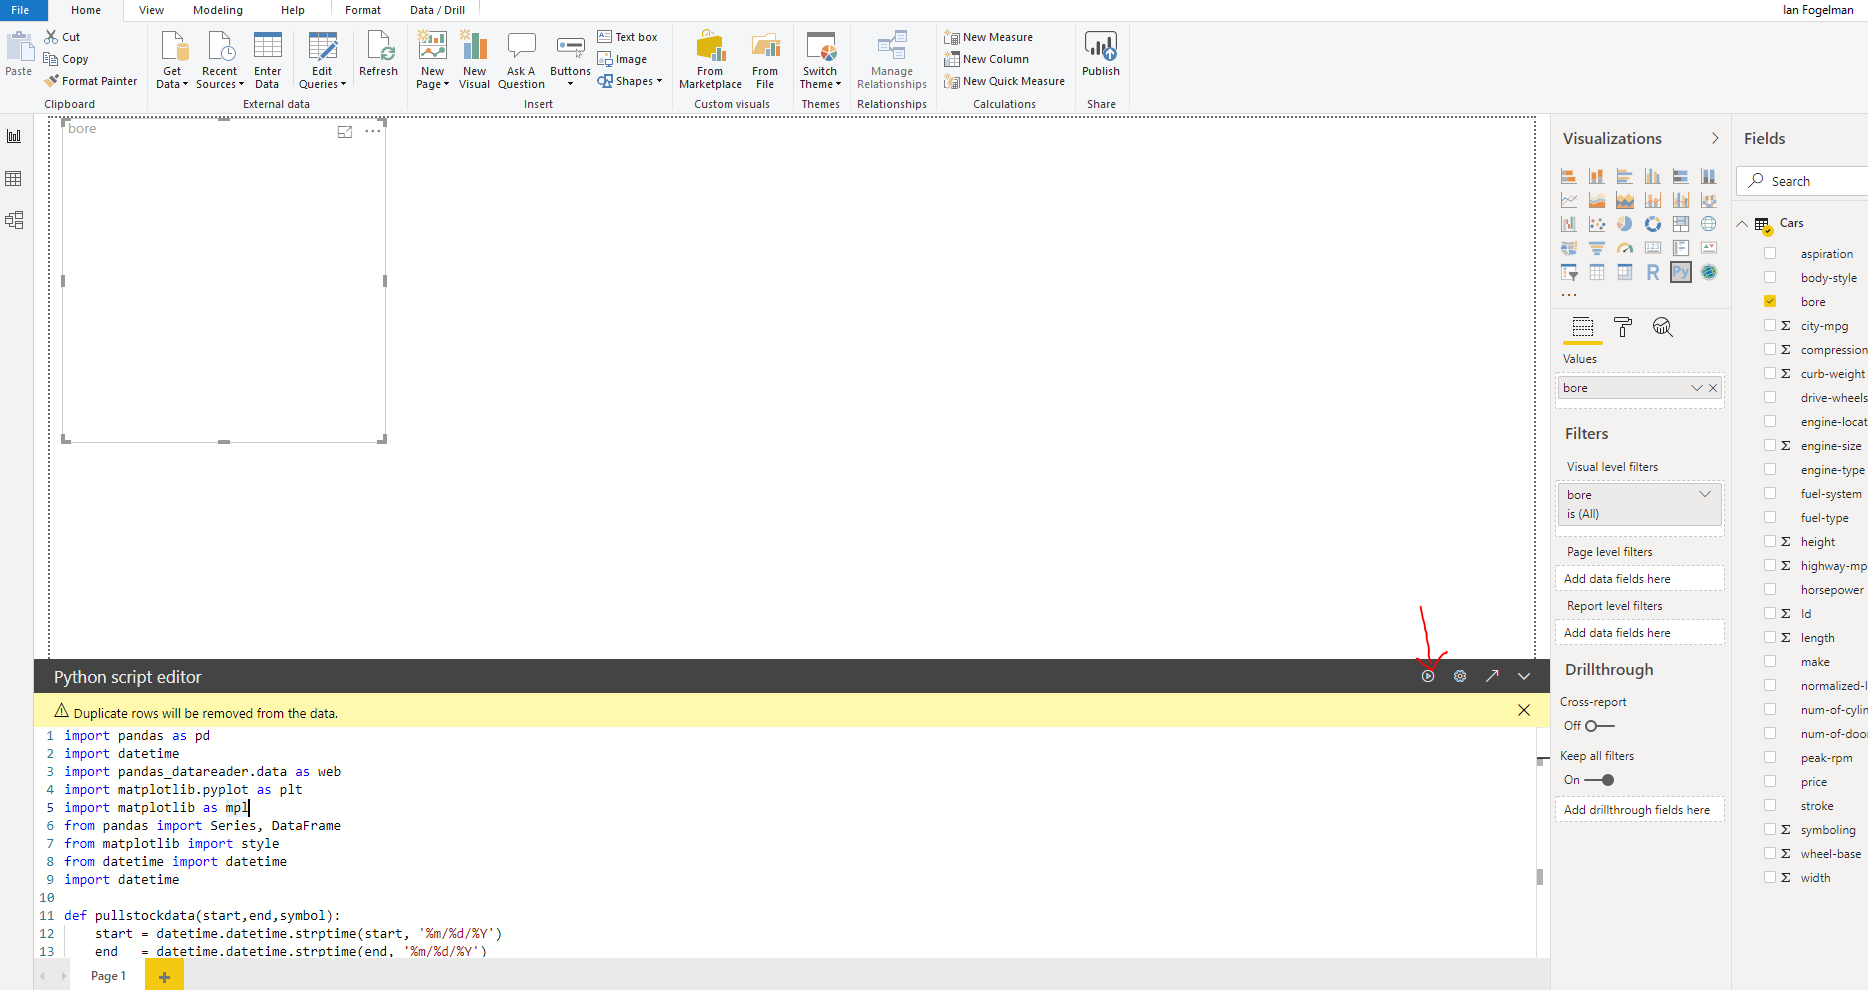 File Home View Modeling Help Format Data / Drill Ian Fogelman
Paste
Cut
Copy
Format Painter
Clipboard
Get Data
Recent Sources
Enter Data
External data
Edit Queries
Refresh
New Page
New Visual
Ask A Question
Buttons
Text box
Image
Shapes
Insert
From Marketplace
From File
Custom visuals
Switch Theme
Themes
Manage Relationships
Relationships
New Measure
New Column
New Quick Measure
Calculations
Publish
Share
bore
Python script editor
Duplicate rows will be removed from the data.
1 import pandas as pd
2 import datetime
3 import pandas_datareader.data as web
4 import matplotlib.pyplot as plt
5 import matplotlib as mpl
6 from pandas import Series, DataFrame
7 from matplotlib import style
8 from datetime import datetime
9 import datetime
10
11 def pullstockdata(start,end,symbol):
12 start = datetime.datetime.strptime(start, '%m/%d/%Y')
13 end = datetime.datetime.strptime(end, '%m/%d/%Y')
Page 1
Visualizations
123
R
Py
...
Values
bore
Filters
Visual level filters
bore
is (All)
Page level filters
Add data fields here
Report level filters
Add data fields here
Drillthrough
Cross-report
Off
Keep all filters
On
Add drillthrough fields here
Fields
Search
Cars
aspiration
body-style
bore
Σ city-mpg
Σ compression
Σ curb-weight
drive-wheels
engine-locat
Σ engine-size
engine-type
fuel-system
fuel-type
Σ height
Σ highway-mp
horsepower
Σ Id
Σ length
make
normalized-l
num-of-cylin
num-of-door
peak-rpm
price
stroke
Σ symboling
Σ wheel-base
Σ width